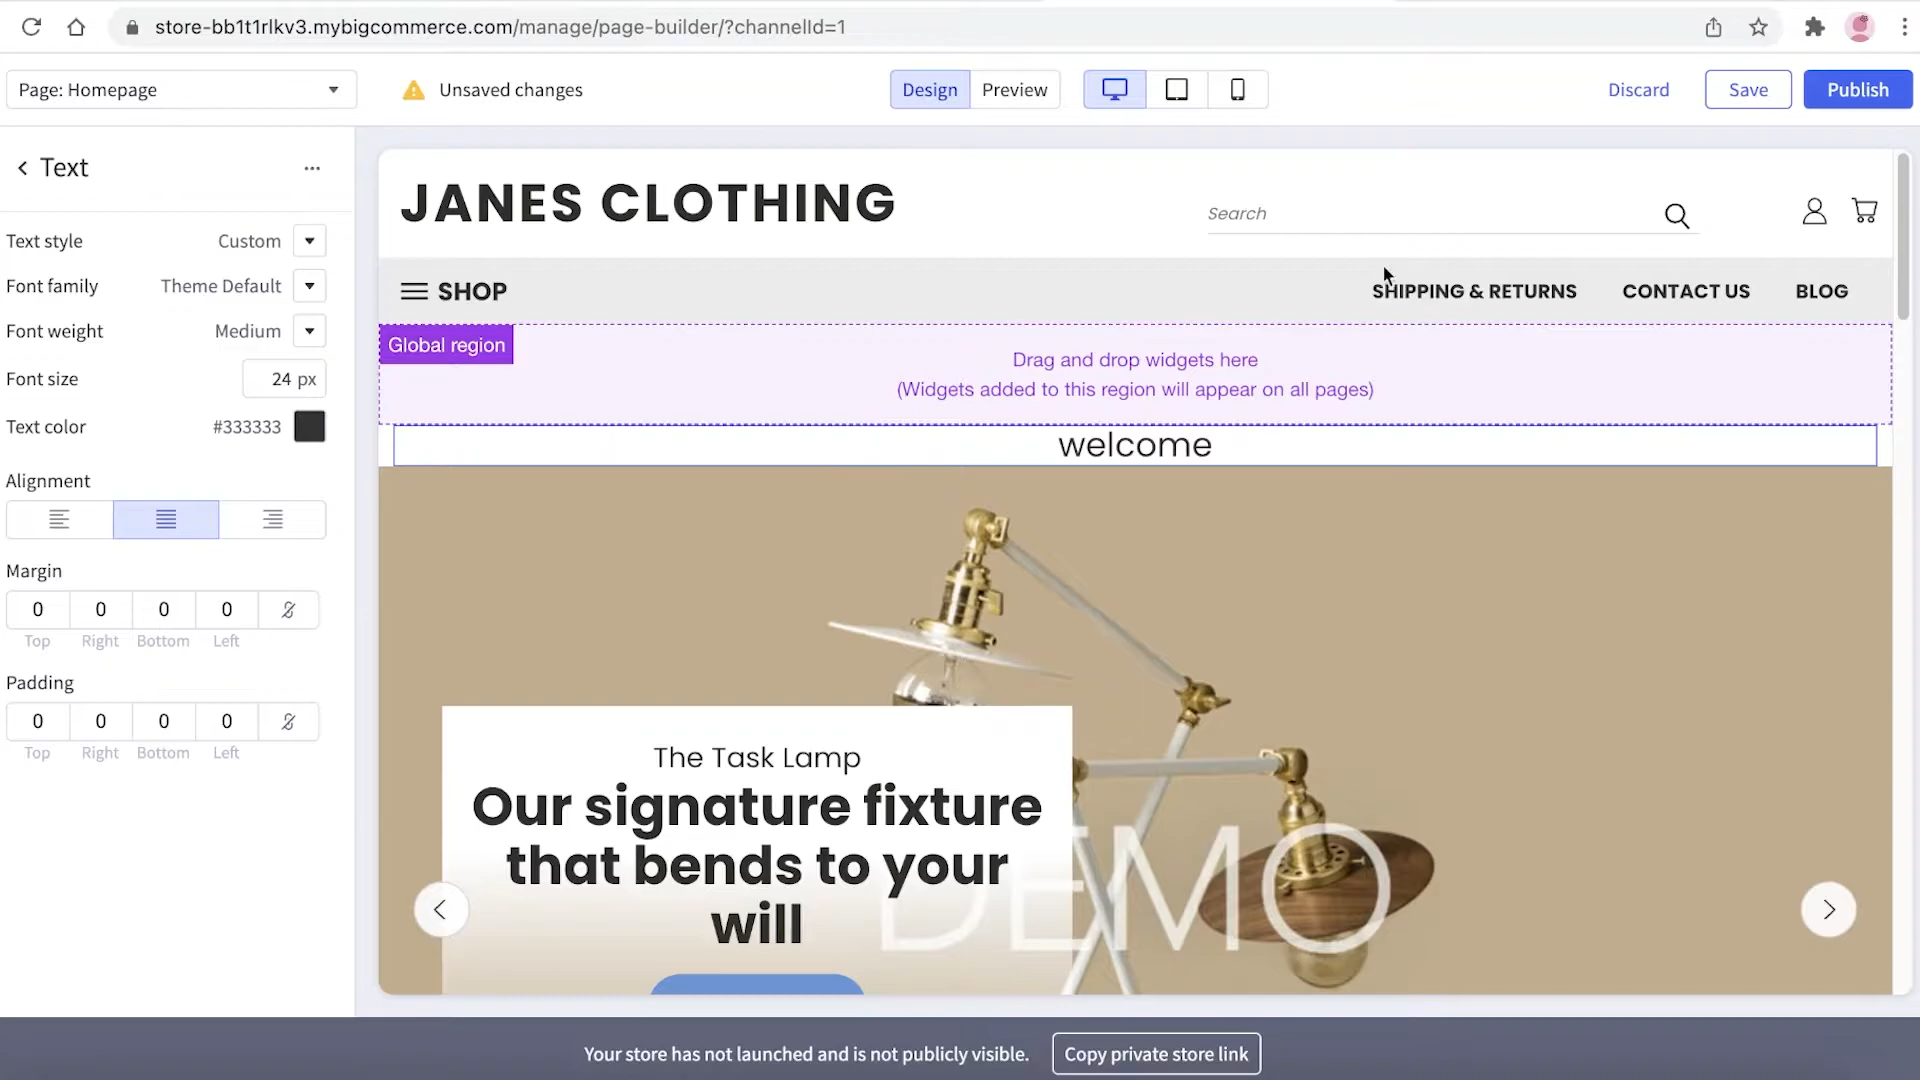 store-bb1t1rlkv3.mybigcommerce.com/manage/page-builder/?channelId=1
Page: Homepage
Unsaved changes
Design
Preview
Discard
Save
Publish
Text
Text style
Custom
Font family
Theme Default
Font weight
Medium
Font size
24 px
Text color
#333333
Alignment
Margin
0 0 0 0
Top Right Bottom Left
Padding
0 0 0 0
Top Right Bottom Left
JANES CLOTHING
Search
SHOP
SHIPPING & RETURNS
CONTACT US
BLOG
Global region
Drag and drop widgets here
(Widgets added to this region will appear on all pages)
welcome
The Task Lamp
Our signature fixture
that bends to your
will
DEMO
Your store has not launched and is not publicly visible.
Copy private store link